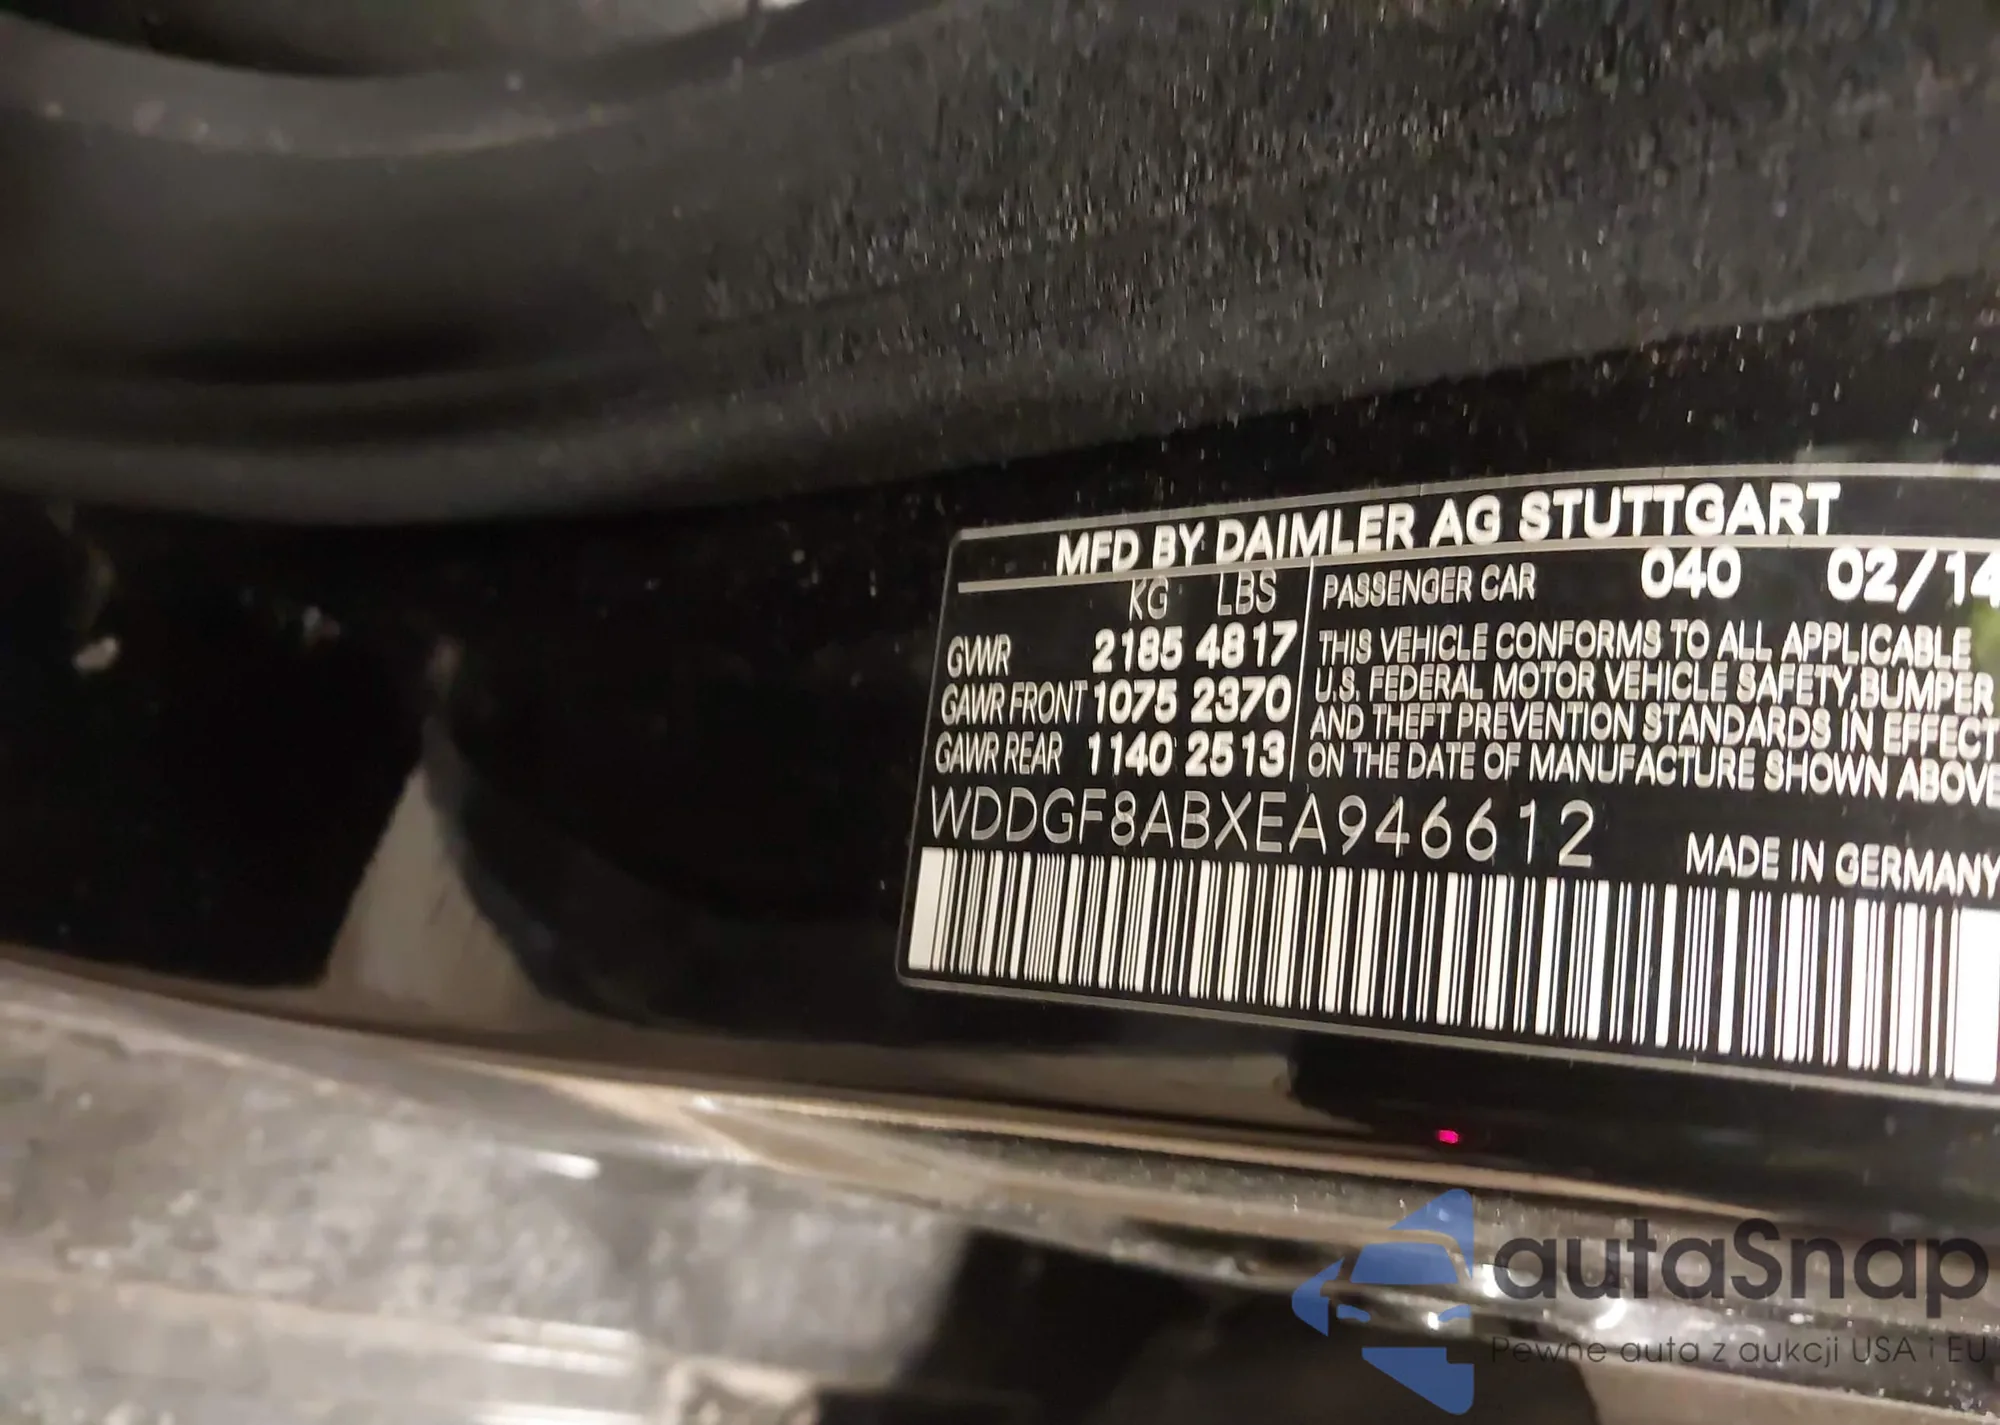 MFD BY DAIMLER AG STUTTGART
KG LBS
GVWR 2185 4817
GAWR FRONT 1075 2370
GAWR REAR 1140 2513
PASSENGER CAR 040 02/14
THIS VEHICLE CONFORMS TO ALL APPLICABLE
U.S. FEDERAL MOTOR VEHICLE SAFETY,BUMPER
AND THEFT PREVENTION STANDARDS IN EFFECT
ON THE DATE OF MANUFACTURE SHOWN ABOVE
WDDGF8ABXEA946612
MADE IN GERMANY
autaSnap
Pewne auta z aukcji USA i EU